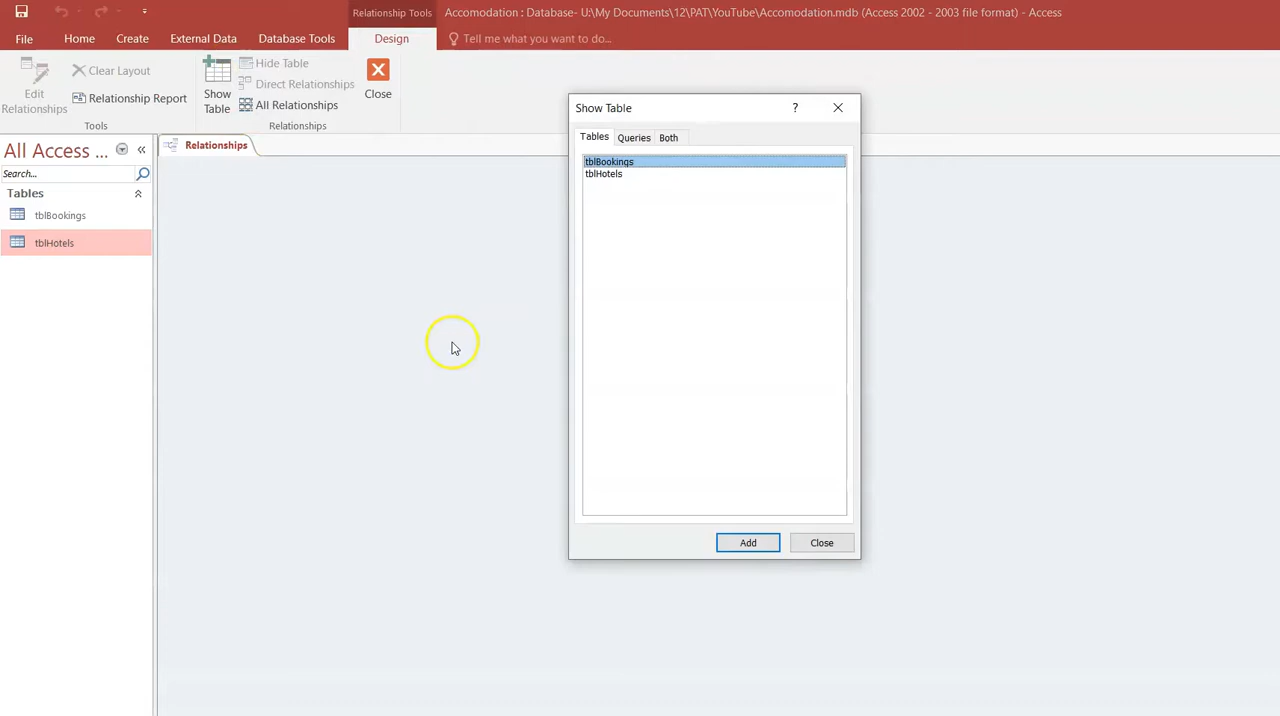 Relationship Tools
Accomodation : Database- U:\My Documents\12\PAT\YouTube\Accomodation.mdb (Access 2002 - 2003 file format) - Access
File Home Create External Data Database Tools Design Tell me what you want to do...
Edit Relationships
Clear Layout
Relationship Report
Tools
Show Table
Hide Table
Direct Relationships
All Relationships
Relationships
Close
All Access ...
Search...
Tables
tblBookings
tblHotels
Relationships
Show Table ?
Tables Queries Both
tblBookings
tblHotels
Add Close